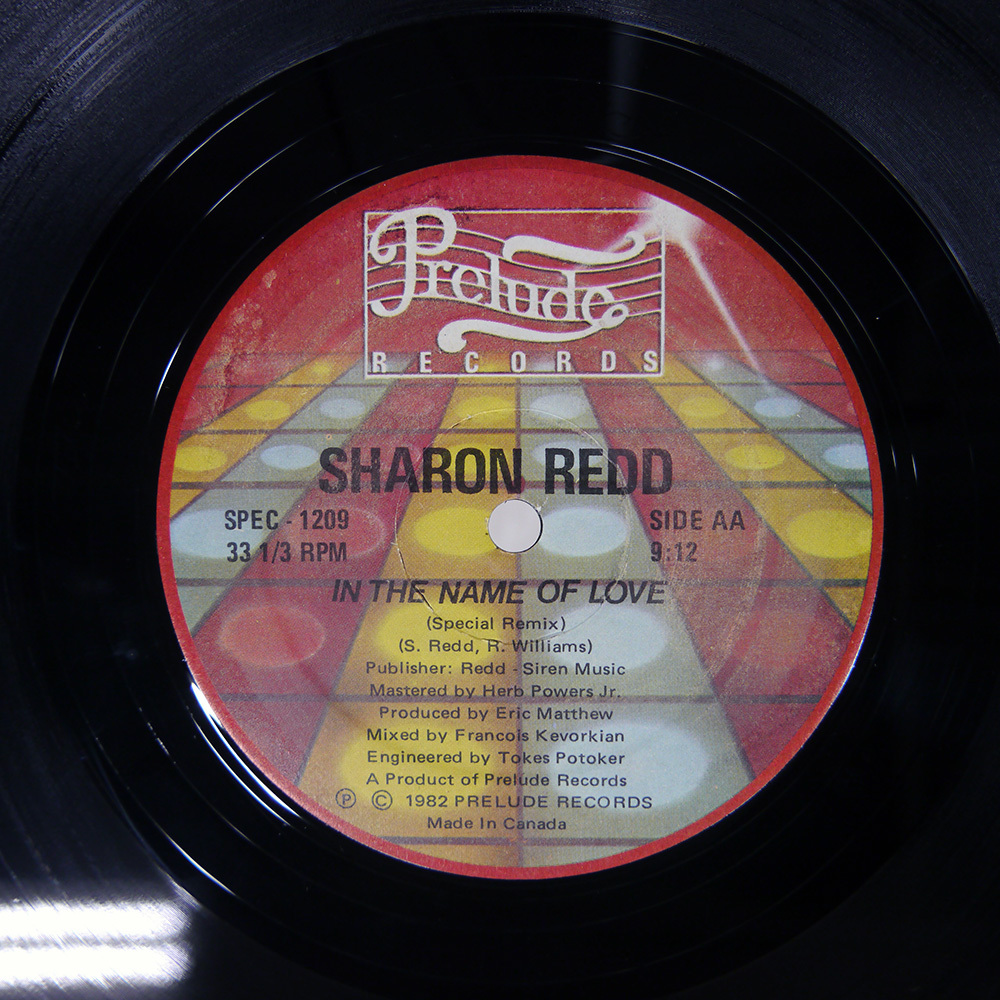 Prelude
RECORDS
SHARON REDD
SPEC - 1209
SIDE AA
33 1/3 RPM
9:12
IN THE NAME OF LOVE
(Special Remix)
(S. Redd, R. Williams)
Publisher: Redd - Siren Music
Mastered by Herb Powers Jr.
Produced by Eric Matthew
Mixed by Francois Kevorkian
Engineered by Tokes Potoker
A Product of Prelude Records
Ⓟ © 1982 PRELUDE RECORDS
Made In Canada